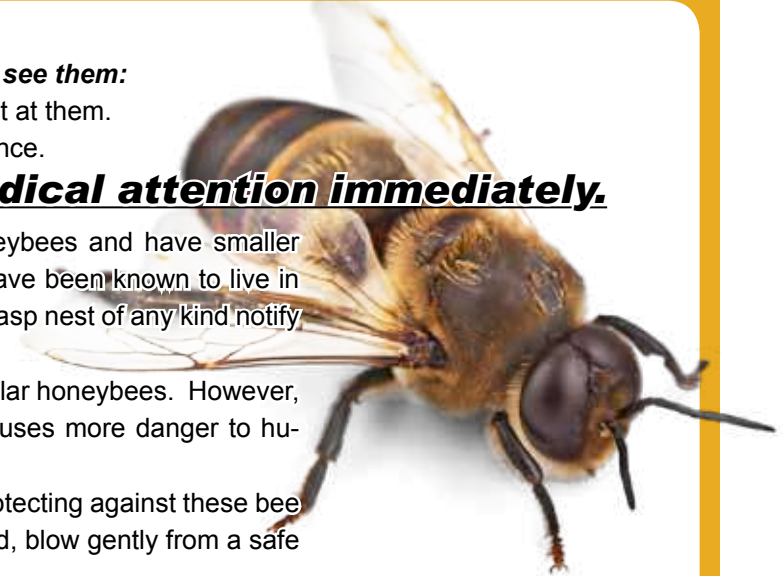 see them:
t at them.
nce.
dical attention immediately.
eybees and have smaller
ave been known to live in
asp nest of any kind notify
lar honeybees. However,
uses more danger to hu-
otecting against these bee
d, blow gently from a safe